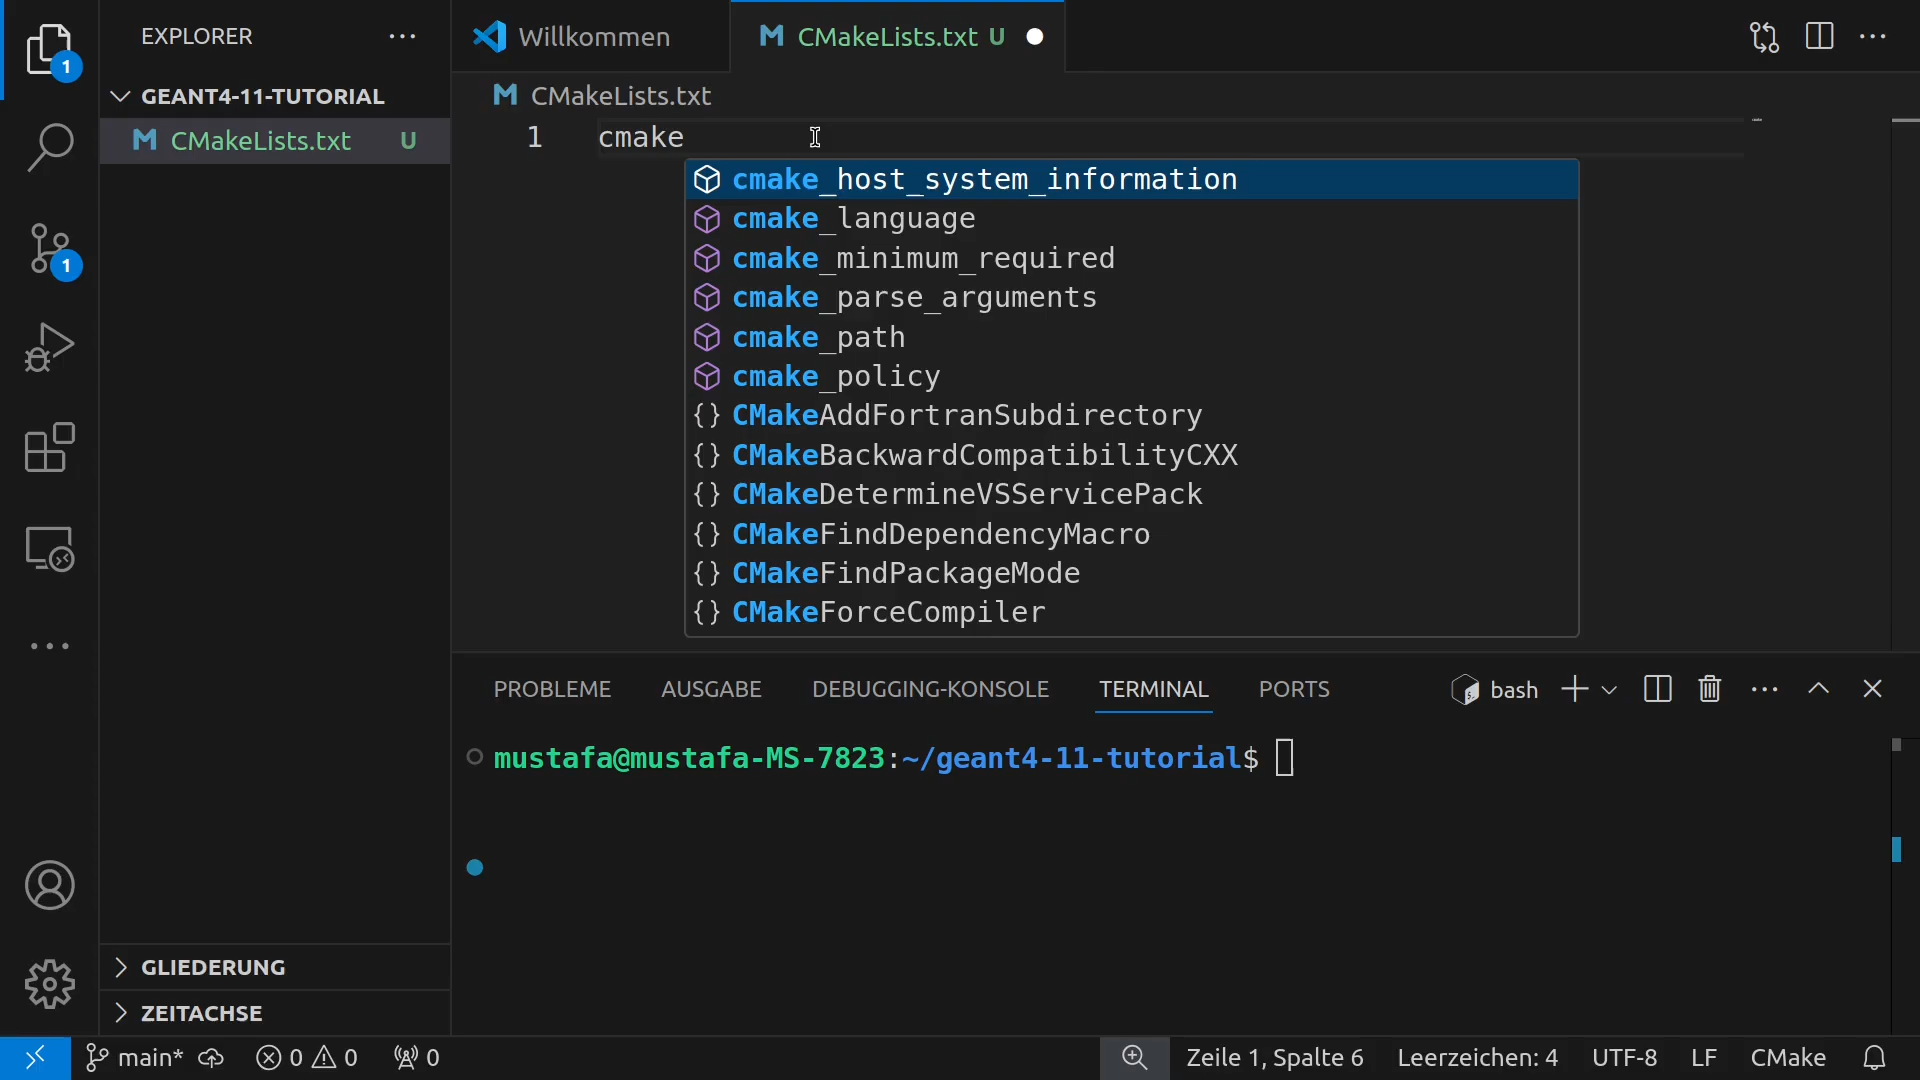 EXPLORER
Willkommen
CMakeLists.txt U
1
GEANT4-11-TUTORIAL
CMakeLists.txt
CMakeLists.txt U
1 cmake
cmake_host_system_information
cmake_language
cmake_minimum_required
cmake_parse_arguments
cmake_path
cmake_policy
CMakeAddFortranSubdirectory
CMakeBackwardCompatibilityCXX
CMakeDetermineVSServicePack
CMakeFindDependencyMacro
CMakeFindPackageMode
CMakeForceCompiler
1
PROBLEME AUSGABE DEBUGGING-KONSOLE TERMINAL PORTS bash
mustafa@mustafa-MS-7823:~/geant4-11-tutorial$
GLIEDERUNG
ZEITACHSE
main* 0 0 0 Zeile 1, Spalte 6 Leerzeichen: 4 UTF-8 LF CMake